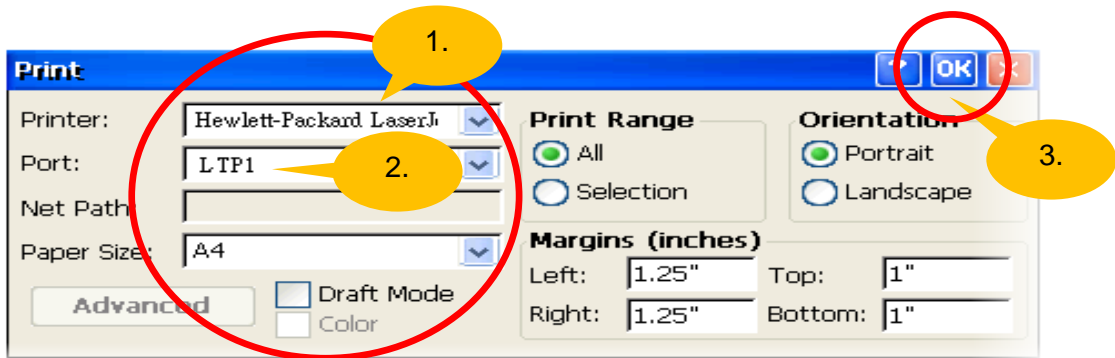 1.
Print ? OK ×
Printer: Hewlett-Packard LaserJ
Port: LTP1
2.
Net Path:
Paper Size: A4
Advanced
Draft Mode
Color
Print Range
All
Selection
Orientation
Portrait
Landscape
3.
Margins (inches)
Left: 1.25" Top: 1"
Right: 1.25" Bottom: 1"